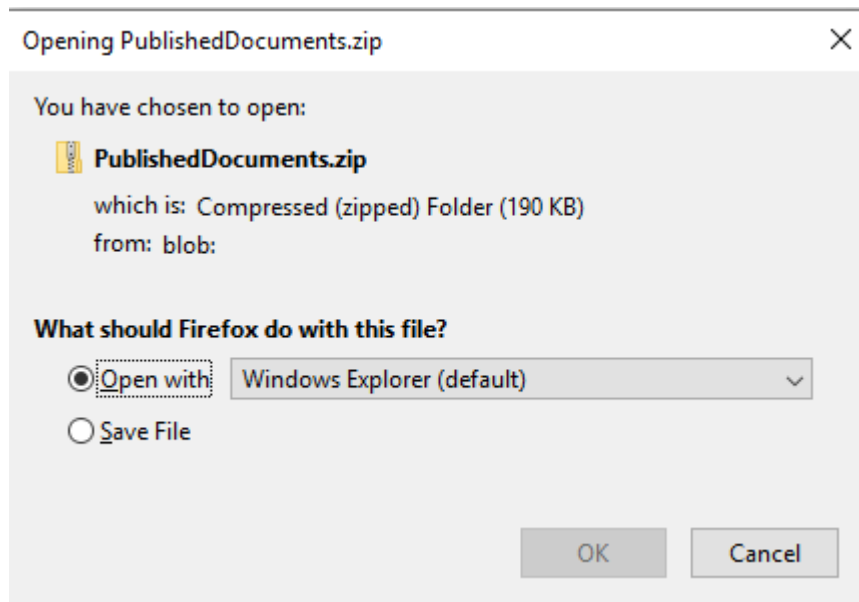 Opening PublishedDocuments.zip
You have chosen to open:
PublishedDocuments.zip
which is: Compressed (zipped) Folder (190 KB)
from: blob:
What should Firefox do with this file?
Open with Windows Explorer (default)
Save File
OK Cancel